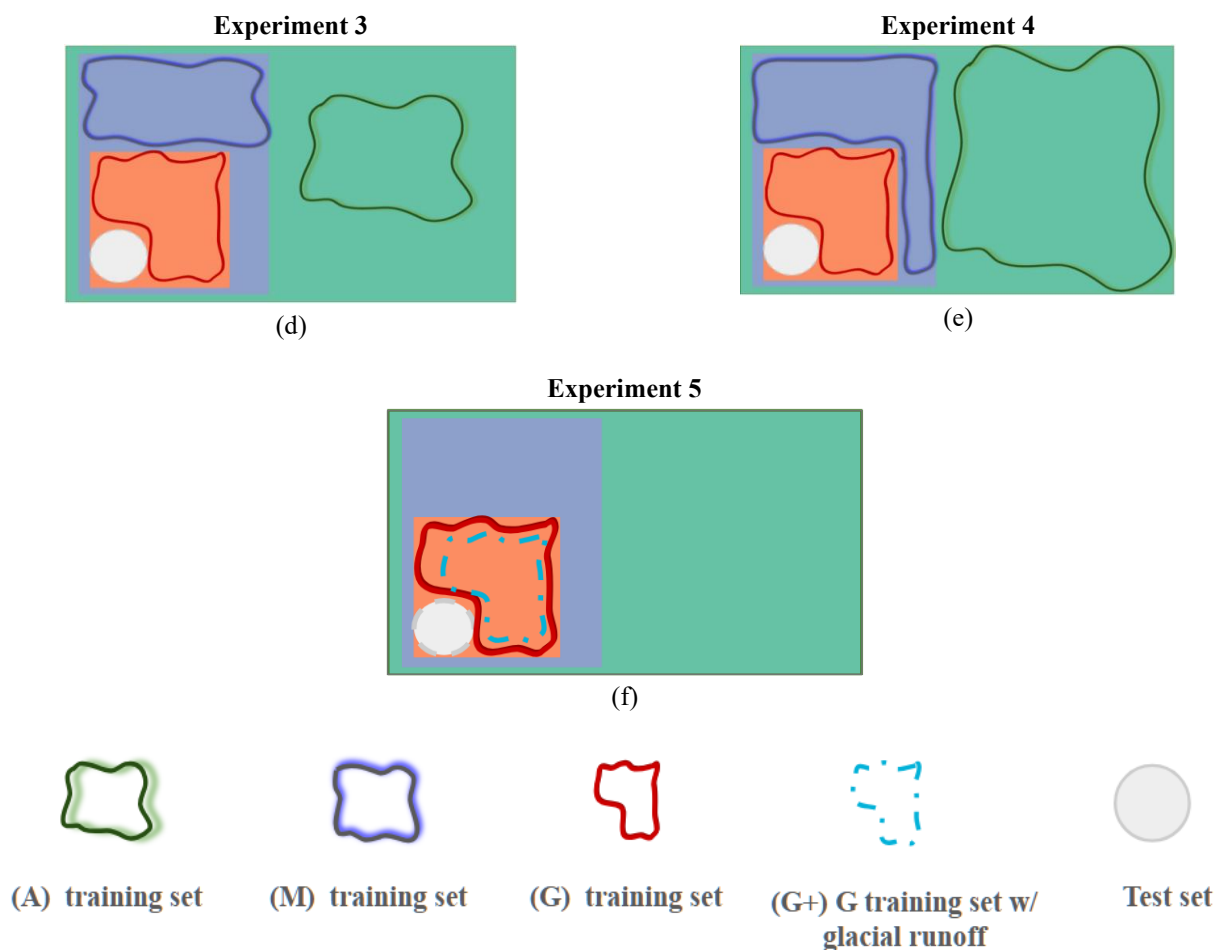 Experiment 3
Experiment 4
(d)
(e)
Experiment 5
(f)
(A) training set
(M) training set
(G) training set
(G+) G training set w/
glacial runoff
Test set